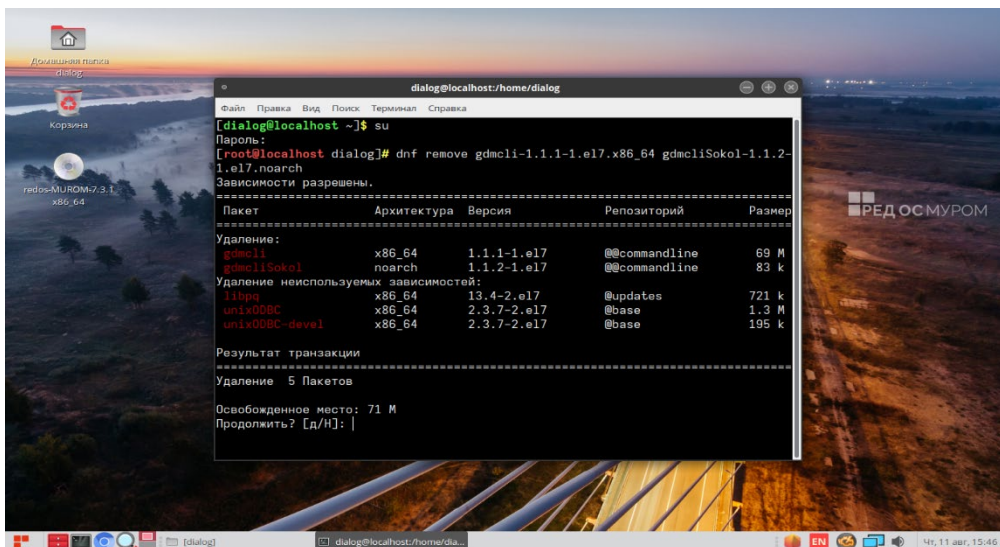 Домашняя папка
dialog
Корзина
redos-MUROM-7.3.1
x86_64
dialog@localhost:/home/dialog
Файл Правка Вид Поиск Терминал Справка
[dialog@localhost ~]$ su
Пароль:
[root@localhost dialog]# dnf remove gdmcli-1.1.1-1.el7.x86_64 gdmcliSokol-1.1.2-
1.el7.noarch
Зависимости разрешены.
Пакет Архитектура Версия Репозиторий Размер
Удаление:
gdmcli x86_64 1.1.1-1.el7 @@commandline 69 M
gdmcliSokol noarch 1.1.2-1.el7 @@commandline 83 k
Удаление неиспользуемых зависимостей:
libpq x86_64 13.4-2.el7 @updates 721 k
unixODBC x86_64 2.3.7-2.el7 @base 1.3 M
unixODBC-devel x86_64 2.3.7-2.el7 @base 195 k
Результат транзакции
Удаление 5 Пакетов
Освобожденное место: 71 M
Продолжить? [д/Н]:
РЕД ОС МУРОМ
[dialog]
dialog@localhost:/home/dia...
EN
Чт, 11 авг, 15:46